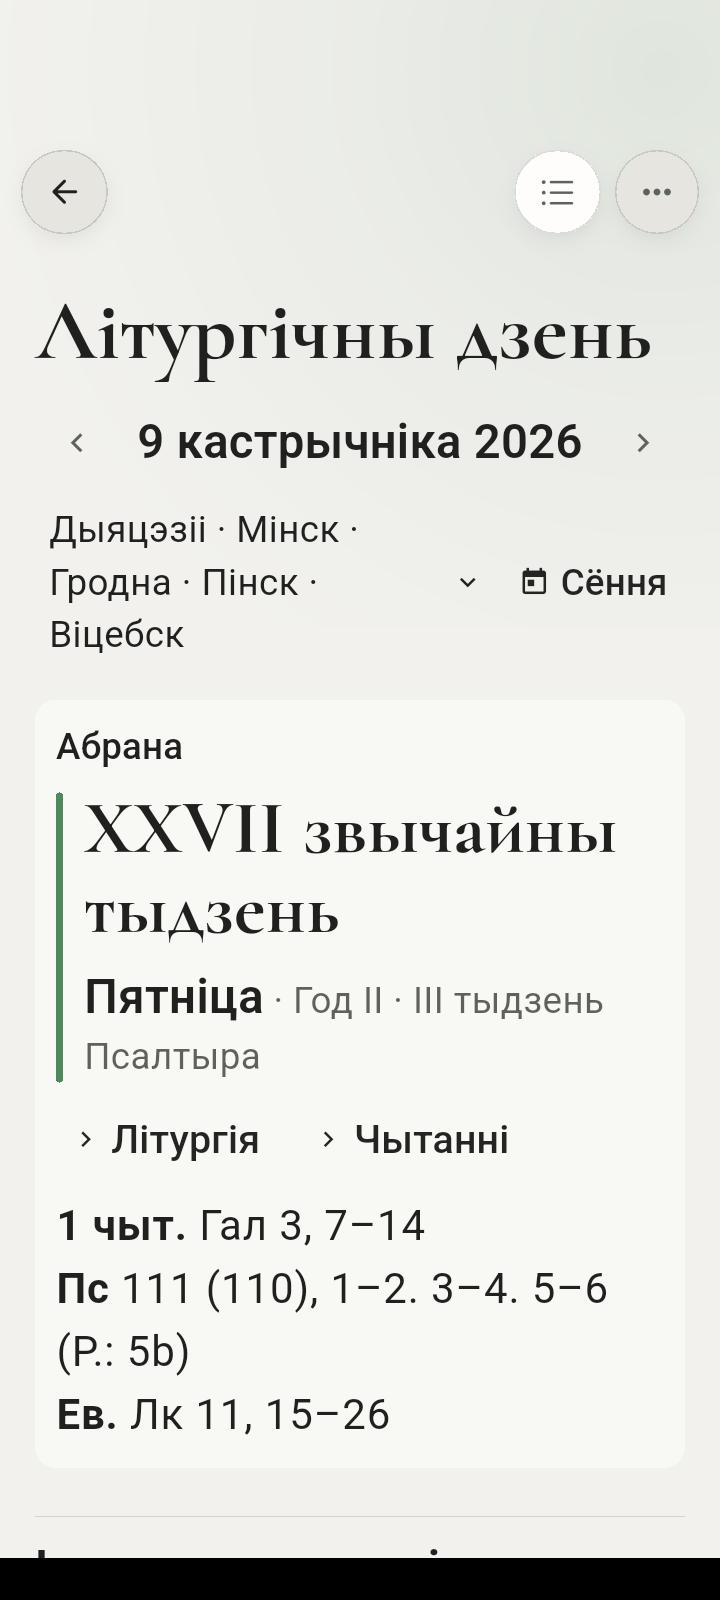 Літургічны дзень
9 кастрычніка 2026
Дыяцэзіі · Мінск ·
Гродна · Пінск ·
Віцебск
Сёння
Абрана
XXVII звычайны
тыдзень
Пятніца · Год II · III тыдзень
Псалтыра
Літургія Чытанні
1 чыт. Гал 3, 7–14
Пс 111 (110), 1–2. 3–4. 5–6
(Р.: 5b)
Ев. Лк 11, 15–26